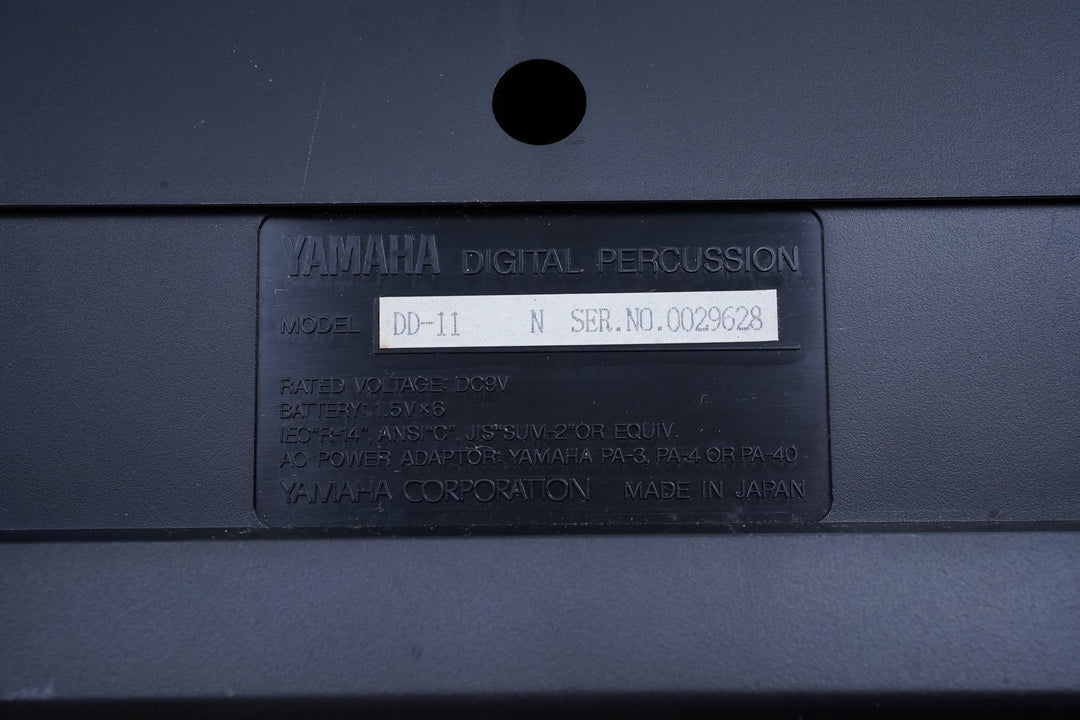 YAMAHA DIGITAL PERCUSSION
MODEL DD-11 N SER.NO.0029628
RATED VOLTAGE: DC9V
BATTERY: 1.5V×6
IEC"R-14", ANSI"C", JIS"SUM-2"OR EQUIV.
AC POWER ADAPTOR: YAMAHA PA-3, PA-4 OR PA-40
YAMAHA CORPORATION MADE IN JAPAN